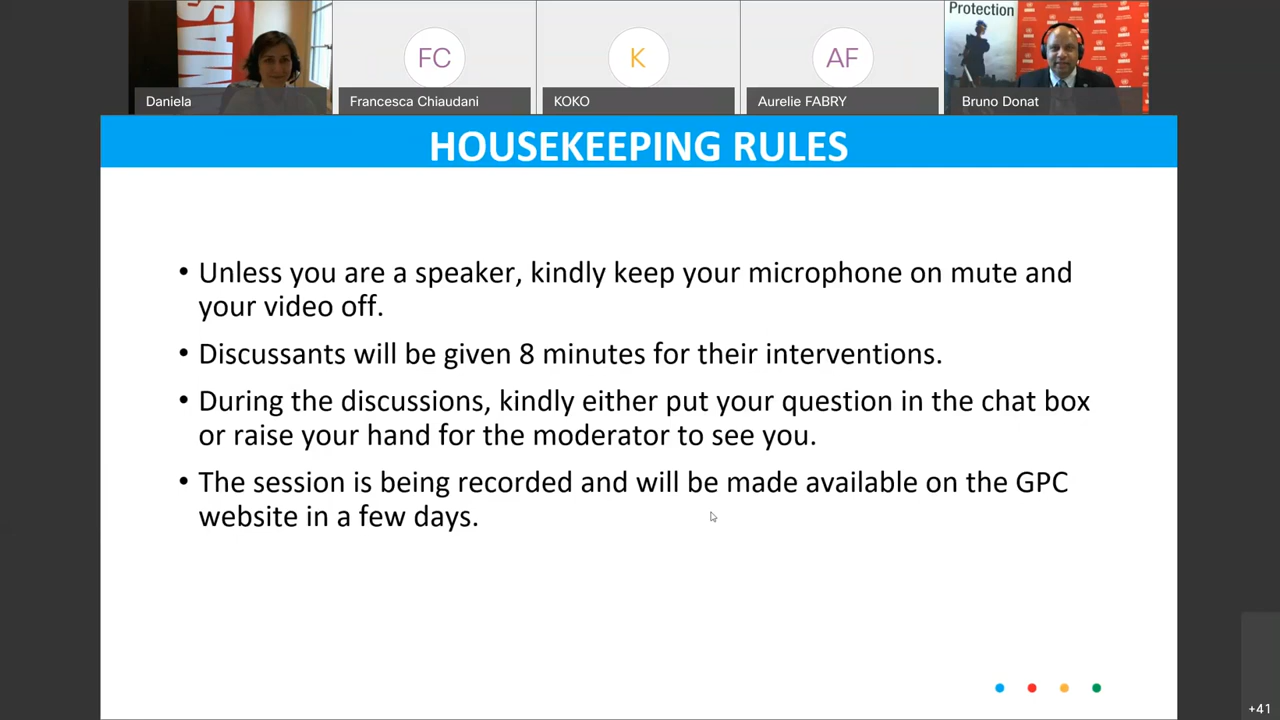 MAS
Protection
FC
K
AF
Daniela
Francesca Chiaudani
KOKO
Aurelie FABRY
Bruno Donat
HOUSEKEEPING RULES
• Unless you are a speaker, kindly keep your microphone on mute and
your video off.
• Discussants will be given 8 minutes for their interventions.
• During the discussions, kindly either put your question in the chat box
or raise your hand for the moderator to see you.
• The session is being recorded and will be made available on the GPC
website in a few days.
+41